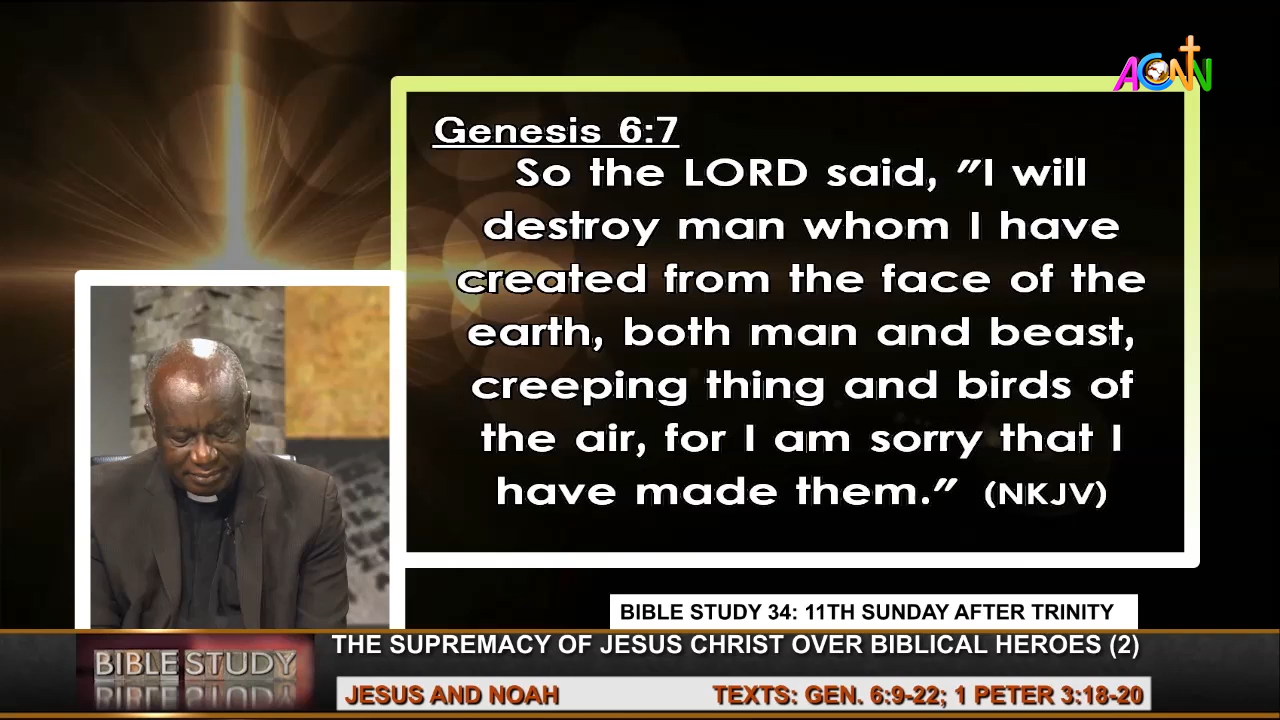 ACNN
Genesis 6:7
So the LORD said, "I will
destroy man whom I have
created from the face of the
earth, both man and beast,
creeping thing and birds of
the air, for I am sorry that I
have made them." (NKJV)
BIBLE STUDY 34: 11TH SUNDAY AFTER TRINITY
THE SUPREMACY OF JESUS CHRIST OVER BIBLICAL HEROES (2)
BIBLE STUDY
JESUS AND NOAH
TEXTS: GEN. 6:9-22; 1 PETER 3:18-20